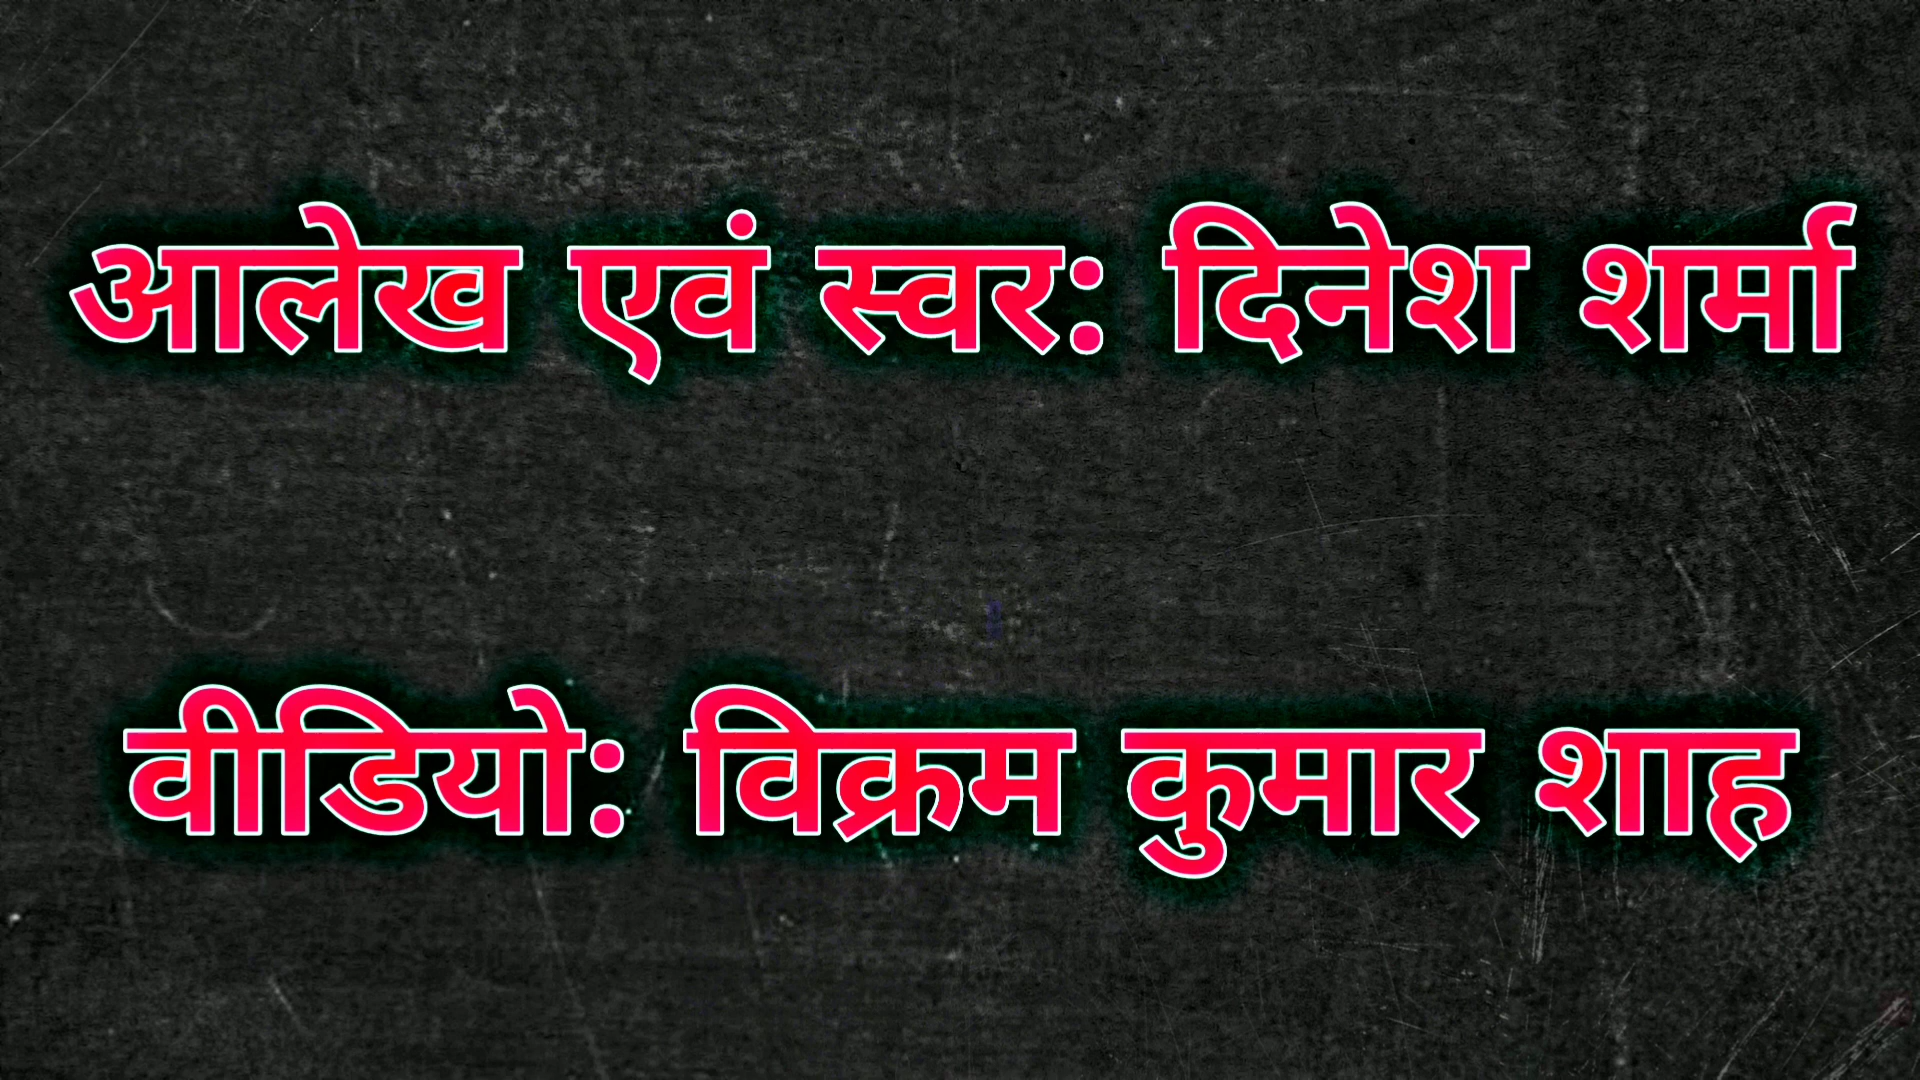 आलेख एवं स्वर: दिनेश शर्मा
वीडियो: विक्रम कुमार शाह